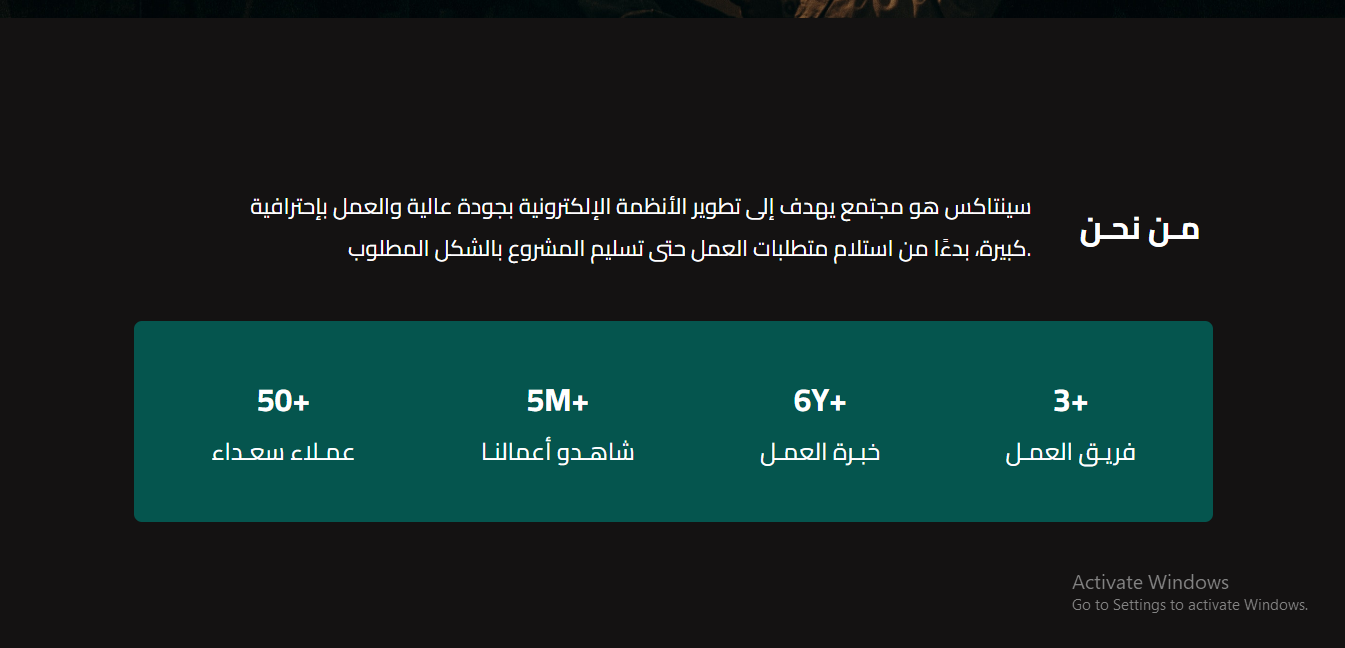 مـن نحـن
سينتاكس هو مجتمع يهدف إلى تطوير الأنظمة الإلكترونية بجودة عالية والعمل بإحترافية
.كبيرة، بدءًا من استلام متطلبات العمل حتى تسليم المشروع بالشكل المطلوب
3+
فريـق العمـل
6Y+
خبـرة العمـل
5M+
شاهـدو أعمالنـا
50+
عمـلاء سعـداء
Activate Windows
Go to Settings to activate Windows.